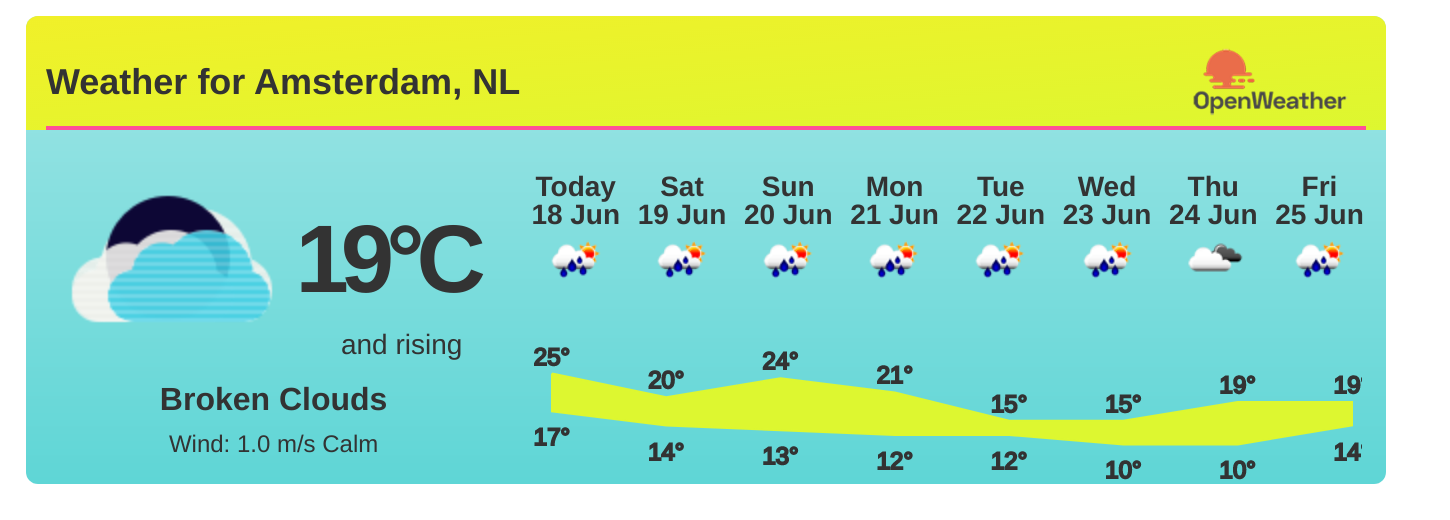 Weather for Amsterdam, NL
OpenWeather
Today Sat Sun Mon Tue Wed Thu Fri
18 Jun 19 Jun 20 Jun 21 Jun 22 Jun 23 Jun 24 Jun 25 Jun
19°C
and rising
Broken Clouds
Wind: 1.0 m/s Calm
25° 20° 24° 21° 15° 15° 19° 19°
17° 14° 13° 12° 12° 10° 10° 14°